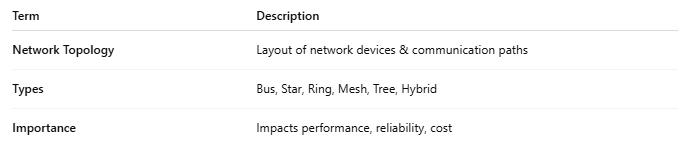 Term Description
Network Topology Layout of network devices & communication paths
Types Bus, Star, Ring, Mesh, Tree, Hybrid
Importance Impacts performance, reliability, cost